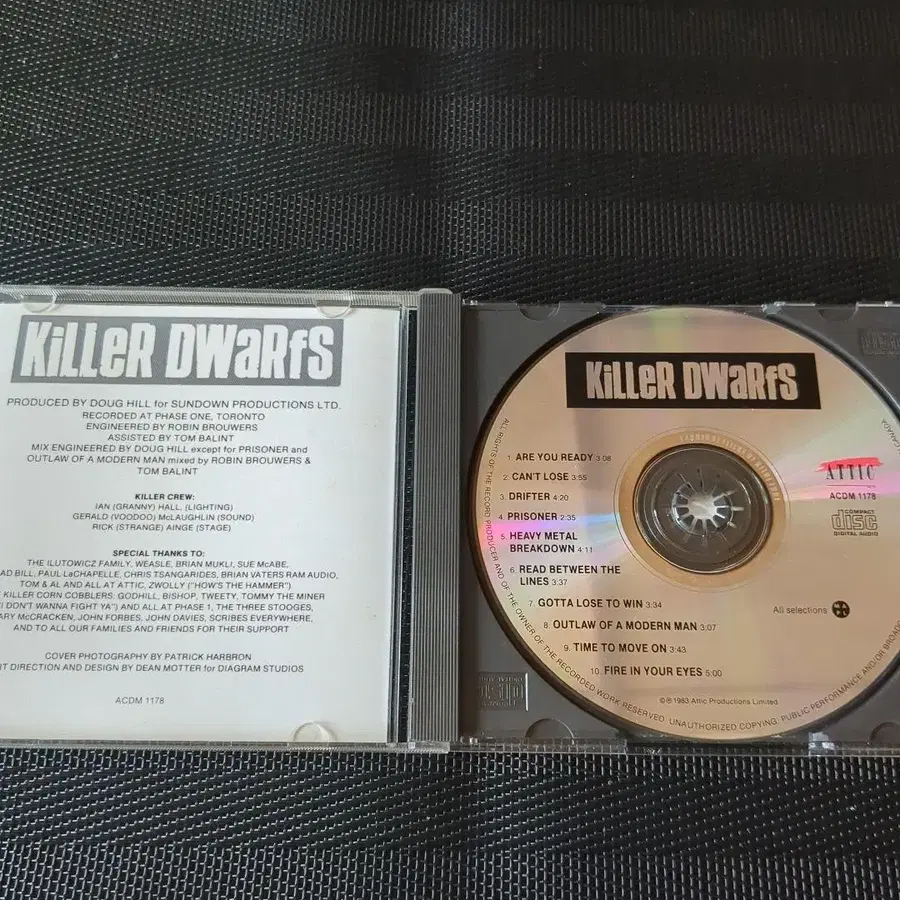 KiLLeR DWaRfS
PRODUCED BY DOUG HILL for SUNDOWN PRODUCTIONS LTD.
RECORDED AT PHASE ONE, TORONTO
ENGINEERED BY ROBIN BROUWERS
ASSISTED BY TOM BALINT
MIX ENGINEERED BY DOUG HILL except for PRISONER and
OUTLAW OF A MODERN MAN mixed by ROBIN BROUWERS &
TOM BALINT
KILLER CREW:
IAN (GRANNY) HALL, (LIGHTING)
GERALD (VOODOO) McLAUGHLIN (SOUND)
RICK (STRANGE) AINGE (STAGE)
SPECIAL THANKS TO:
THE ILUTOWICZ FAMILY, WEASLE, BRIAN MUKLI, SUE McABE,
BILL, PAUL LaCHAPELLE, CHRIS TSANGARIDES, BRIAN VATERS RAM AUDIO,
TOM & AL AND ALL AT ATTIC, ZWOLLY ("HOW'S THE HAMMER")
KILLER CORN COBBLERS: GODHILL, BISHOP, TWEETY, TOMMY THE MINER
I DON'T WANNA FIGHT YA") AND ALL AT PHASE 1, THE THREE STOOGES,
McCRACKEN, JOHN FORBES, JOHN DAVIES, SCRIBES EVERYWHERE,
AND TO ALL OUR FAMILIES AND FRIENDS FOR THEIR SUPPORT
COVER PHOTOGRAPHY BY PATRICK HARBRON
DIRECTION AND DESIGN BY DEAN MOTTER for DIAGRAM STUDIOS
ACDM 1178
KiLLeR DWaRfS
1. ARE YOU READY 3:08
2. CAN'T LOSE 3:55
3. DRIFTER 4:20
4. PRISONER 2:35
5. HEAVY METAL
BREAKDOWN 4:11
6. READ BETWEEN THE
LINES 3:37
7. GOTTA LOSE TO WIN 3:34
8. OUTLAW OF A MODERN MAN 3:07
9. TIME TO MOVE ON 3:43
10. FIRE IN YOUR EYES 5:00
ATTIC
ACDM 1178
COMPACT
disc
DIGITAL AUDIO
All selections
©℗ 1983 Attic Productions Limited
ALL RIGHTS OF THE RECORD PRODUCER AND OF THE OWNER OF THE RECORDED WORK RESERVED. UNAUTHORIZED COPYING, PUBLIC PERFORMANCE AND/OR
CANADA